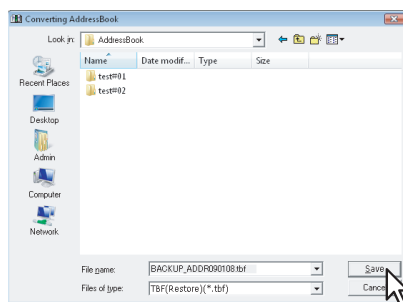 Converting AddressBook
Look in: AddressBook
Name Date modif... Type Size
test#01
test#02
Recent Places
Desktop
Admin
Computer
Network
File name: BACKUP_ADDR090108.tbf Save
Files of type: TBF(Restore)(*.tbf) Cance